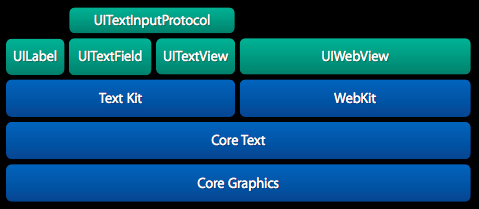 UITextInputProtocol
UILabel UITextField UITextView UIWebView
Text Kit WebKit
Core Text
Core Graphics